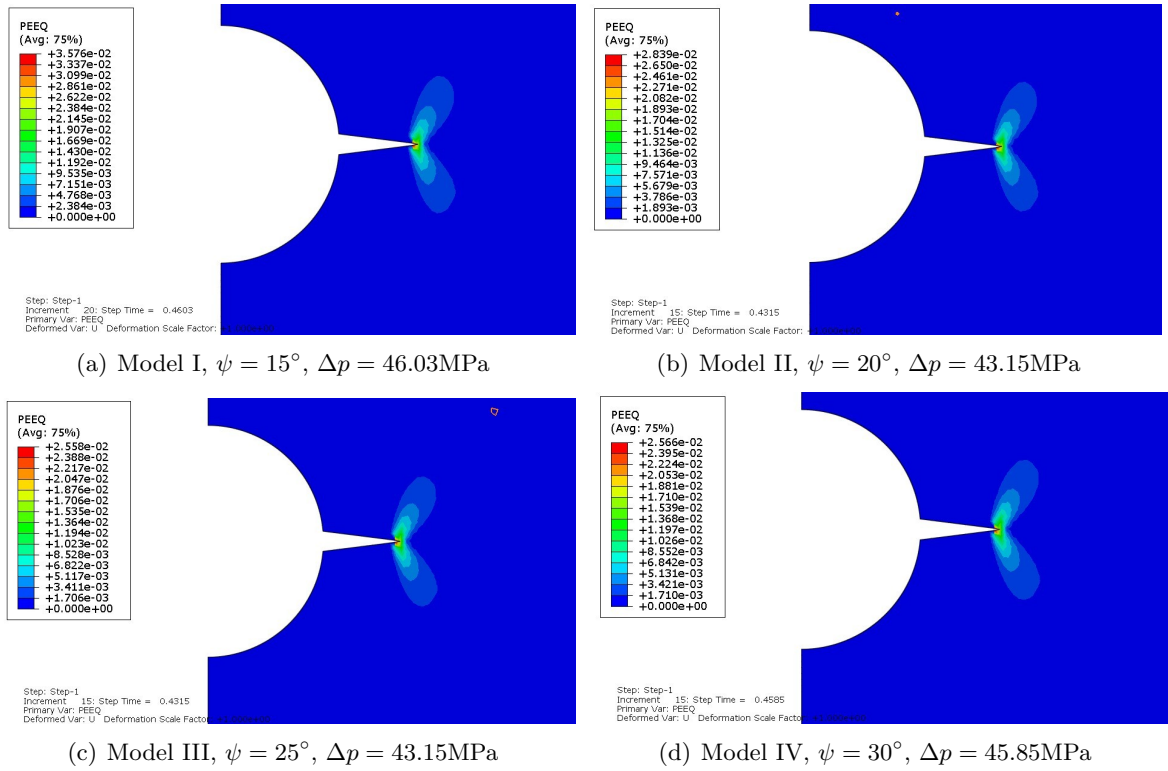 PEEQ
(Avg: 75%)
+3.576e-02
+3.337e-02
+3.099e-02
+2.861e-02
+2.622e-02
+2.384e-02
+2.145e-02
+1.907e-02
+1.669e-02
+1.430e-02
+1.192e-02
+9.535e-03
+7.151e-03
+4.768e-03
+2.384e-03
+0.000e+00
Step: Step-1
Increment 20: Step Time = 0.4603
Primary Var: PEEQ
Deformed Var: U Deformation Scale Factor:
(a) Model I, ψ = 15°, Δp = 46.03MPa
PEEQ
(Avg: 75%)
+2.839e-02
+2.650e-02
+2.461e-02
+2.271e-02
+2.082e-02
+1.893e-02
+1.704e-02
+1.514e-02
+1.325e-02
+1.136e-02
+9.464e-03
+7.571e-03
+5.679e-03
+3.786e-03
+1.893e-03
+0.000e+00
Step: Step-1
Increment 15: Step Time = 0.4315
Primary Var: PEEQ
Deformed Var: U Deformation Scale Factor:
(b) Model II, ψ = 20°, Δp = 43.15MPa
PEEQ
(Avg: 75%)
+2.558e-02
+2.388e-02
+2.217e-02
+2.047e-02
+1.876e-02
+1.706e-02
+1.535e-02
+1.364e-02
+1.194e-02
+1.023e-02
+8.528e-03
+6.822e-03
+5.117e-03
+3.411e-03
+1.706e-03
+0.000e+00
Step: Step-1
Increment 15: Step Time = 0.4315
Primary Var: PEEQ
Deformed Var: U Deformation Scale Factor:
(c) Model III, ψ = 25°, Δp = 43.15MPa
PEEQ
(Avg: 75%)
+2.566e-02
+2.395e-02
+2.224e-02
+2.053e-02
+1.881e-02
+1.710e-02
+1.539e-02
+1.368e-02
+1.197e-02
+1.026e-02
+8.552e-03
+6.842e-03
+5.131e-03
+3.421e-03
+1.710e-03
+0.000e+00
Step: Step-1
Increment 15: Step Time = 0.4585
Primary Var: PEEQ
Deformed Var: U Deformation Scale Factor:
(d) Model IV, ψ = 30°, Δp = 45.85MPa